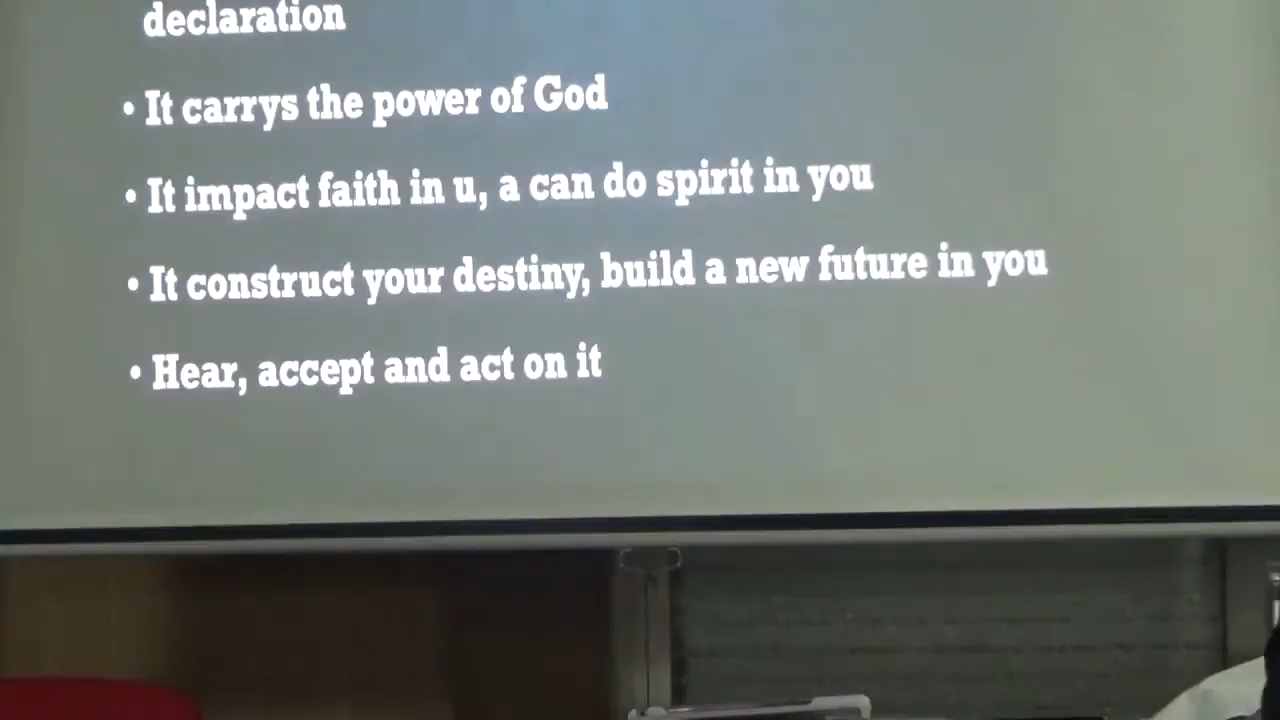 declaration
• It carrys the power of God
• It impact faith in u, a can do spirit in you
• It construct your destiny, build a new future in you
• Hear, accept and act on it